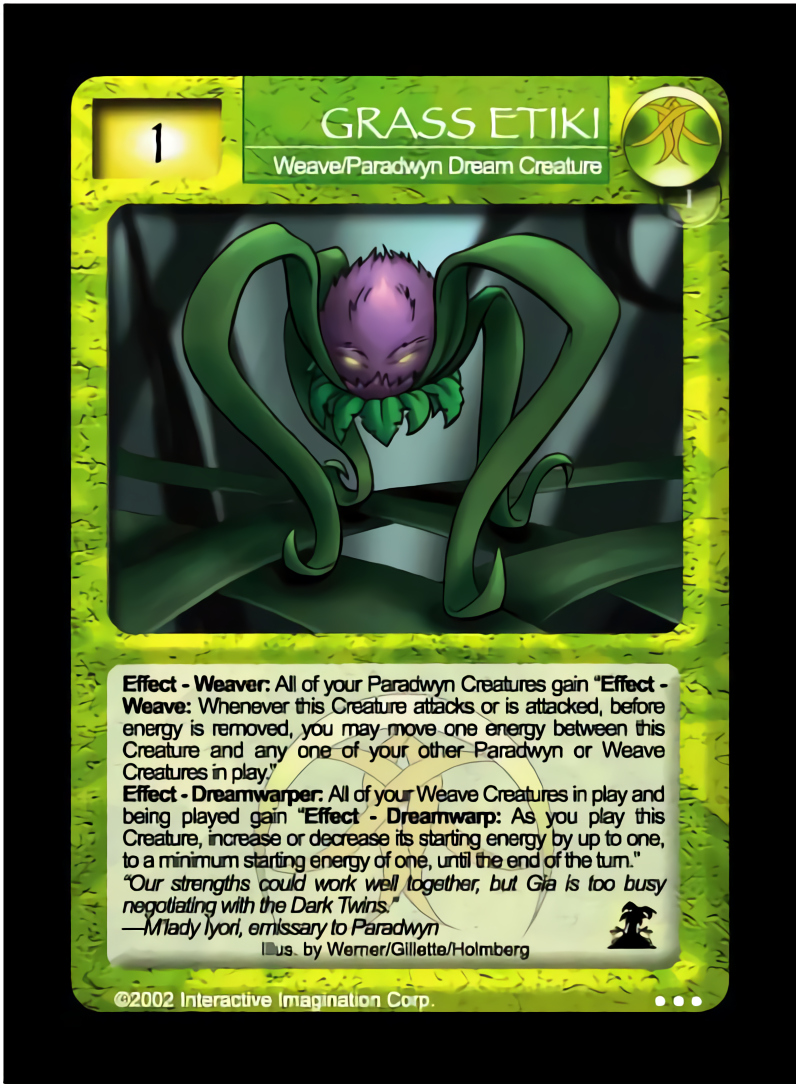 1
GRASS ETIKI
Weave/Paradwyn Dream Creature
1
Effect - Weaver: All of your Paradwyn Creatures gain "Effect -
Weave: Whenever this Creature attacks or is attacked, before
energy is removed, you may move one energy between this
Creature and any one of your other Paradwyn or Weave
Creatures in play."
Effect - Dreamwarper: All of your Weave Creatures in play and
being played gain "Effect - Dreamwarp: As you play this
Creature, increase or decrease its starting energy by up to one,
to a minimum starting energy of one, until the end of the turn."
"Our strengths could work well together, but Gia is too busy
negotiating with the Dark Twins."
—M'lady Iyori, emissary to Paradwyn
Illus. by Werner/Gillette/Holmberg
©2002 Interactive Imagination Corp.